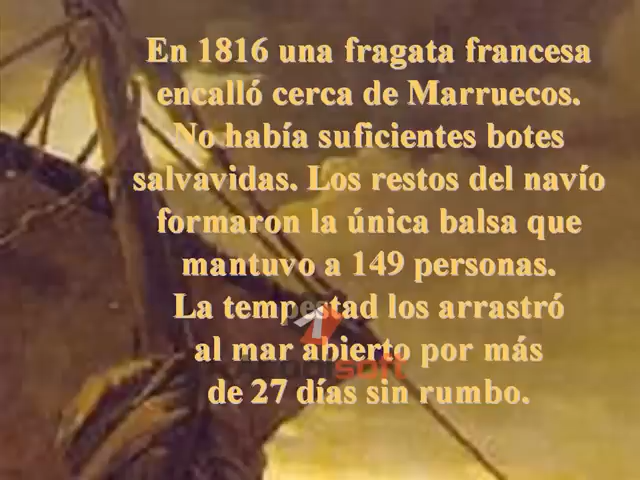 En 1816 una fragata francesa
encalló cerca de Marruecos.
No había suficientes botes
salvavidas. Los restos del navío
formaron la única balsa que
mantuvo a 149 personas.
La tempestad los arrastró
al mar abierto por más
de 27 días sin rumbo.